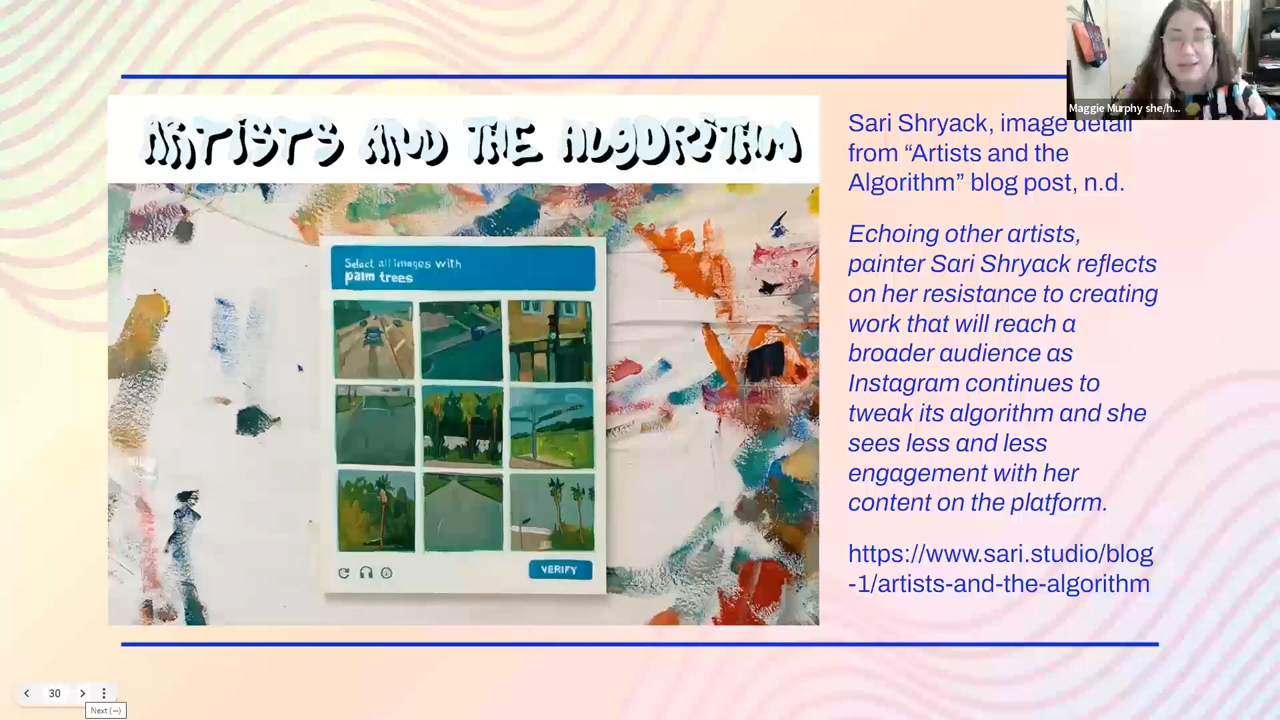 Maggie Murphy she/h...
ARTISTS AND THE ALGORITHM
Select all images with
palm trees
VERIFY
Sari Shryack, image detail
from “Artists and the
Algorithm” blog post, n.d.
Echoing other artists,
painter Sari Shryack reflects
on her resistance to creating
work that will reach a
broader audience as
Instagram continues to
tweak its algorithm and she
sees less and less
engagement with her
content on the platform.
https://www.sari.studio/blog
-1/artists-and-the-algorithm
30
Next (→)